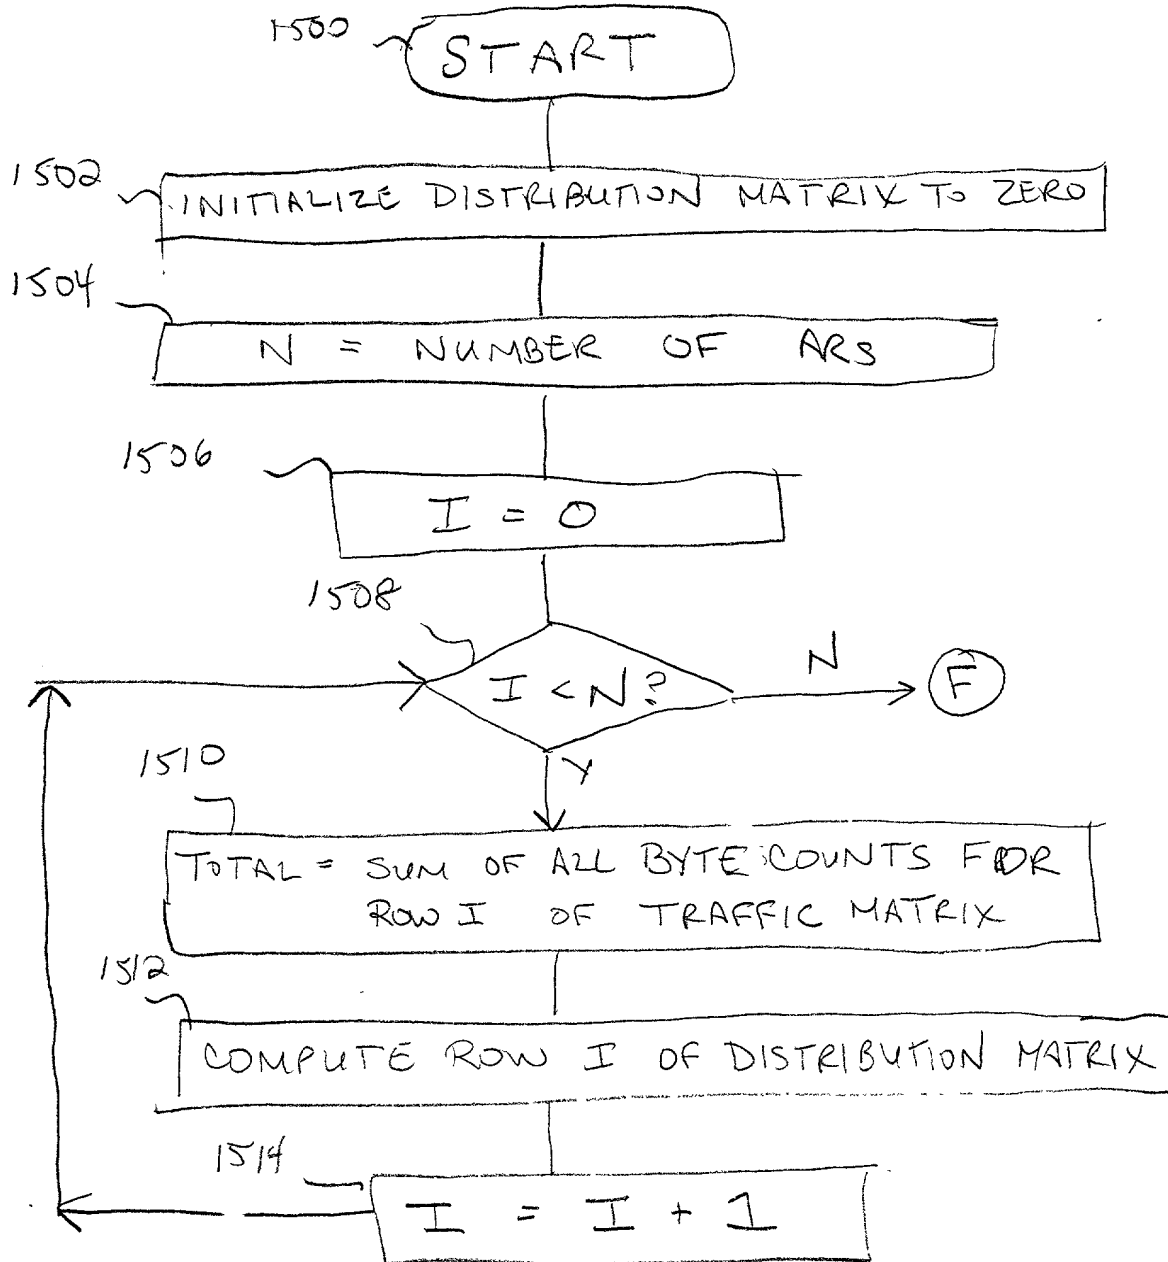 1500
START
1502
INITIALIZE DISTRIBUTION MATRIX TO ZERO
1504
N = NUMBER OF ARS
1506
I = 0
1508
I < N?
N
F
Y
1510
TOTAL = SUM OF ALL BYTE COUNTS FOR
ROW I OF TRAFFIC MATRIX
1512
COMPUTE ROW I OF DISTRIBUTION MATRIX
1514
I = I + 1